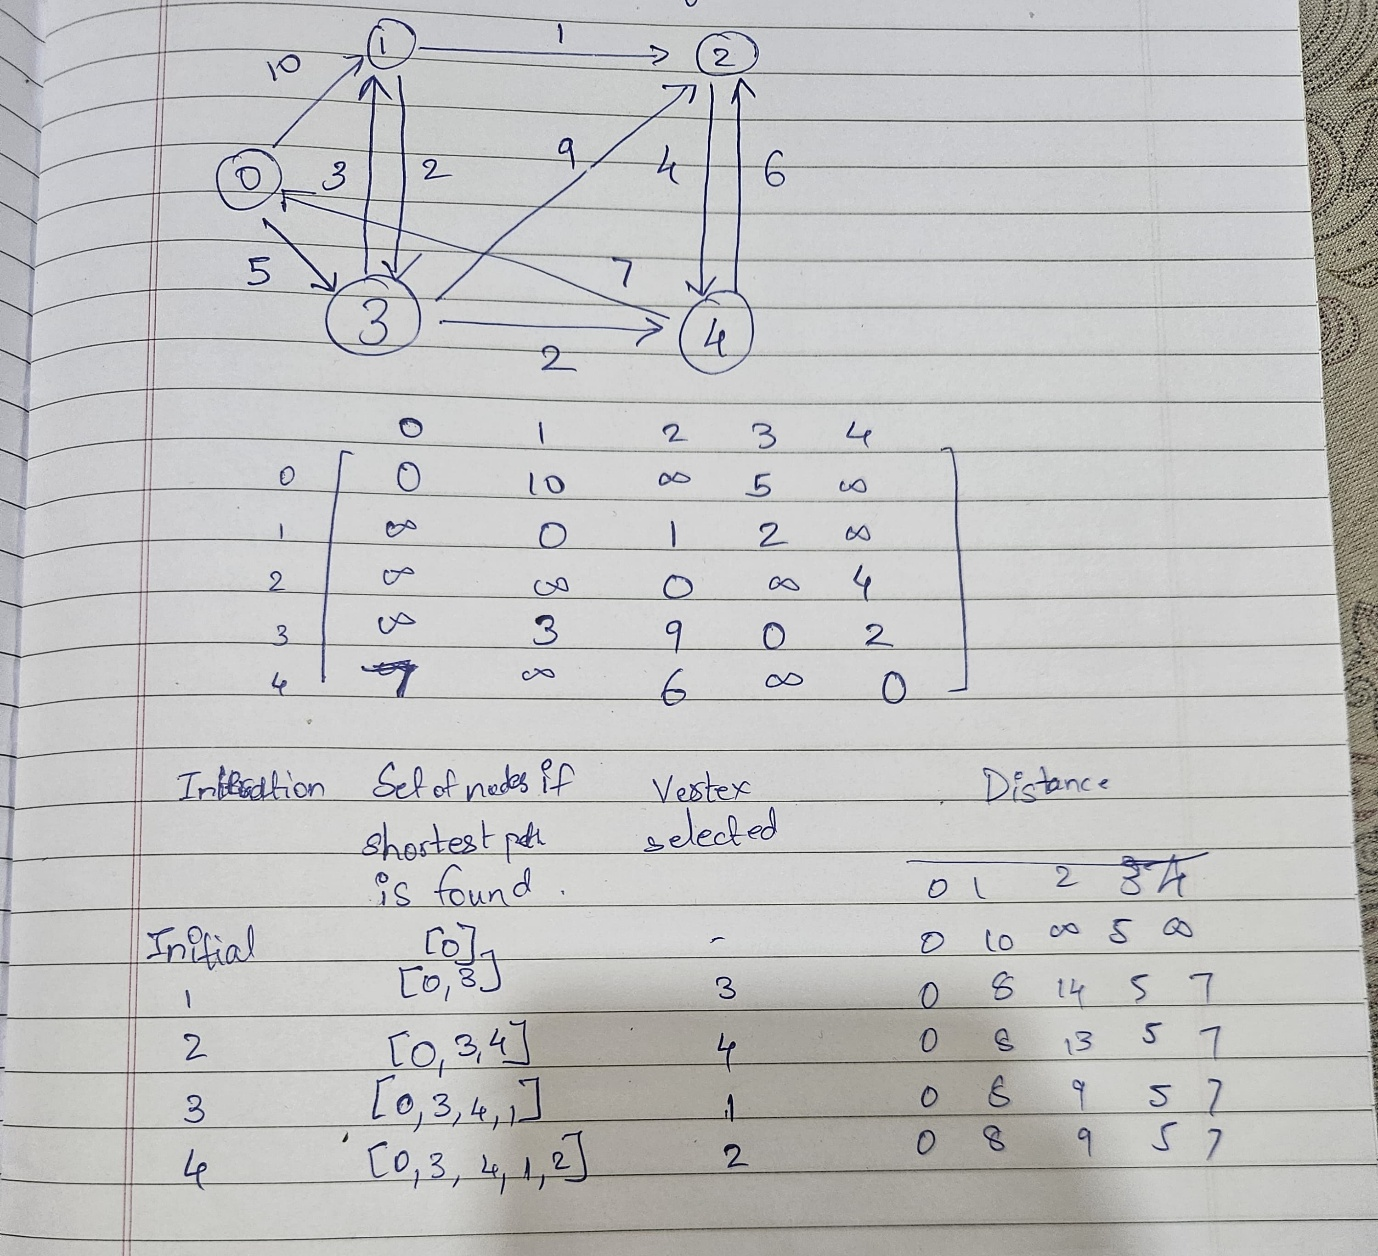 1 1 2
10
0 3 2 9 4 6
5 7
3 2 4
0 1 2 3 4
0 0 10 ∞ 5 ∞
1 ∞ 0 1 2 ∞
2 ∞ ∞ 0 ∞ 4
3 ∞ 3 9 0 2
4 7 ∞ 6 ∞ 0
Set of nodes if Vertex Distance
shortest path selected
is found.
0 1 2 3 4
Initial [0] - 0 10 ∞ 5 ∞
1 [0,3] 3 0 8 14 5 7
2 [0,3,4] 4 0 8 13 5 7
3 [0,3,4,1] 1 0 8 9 5 7
4 [0,3,4,1,2] 2 0 8 9 5 7